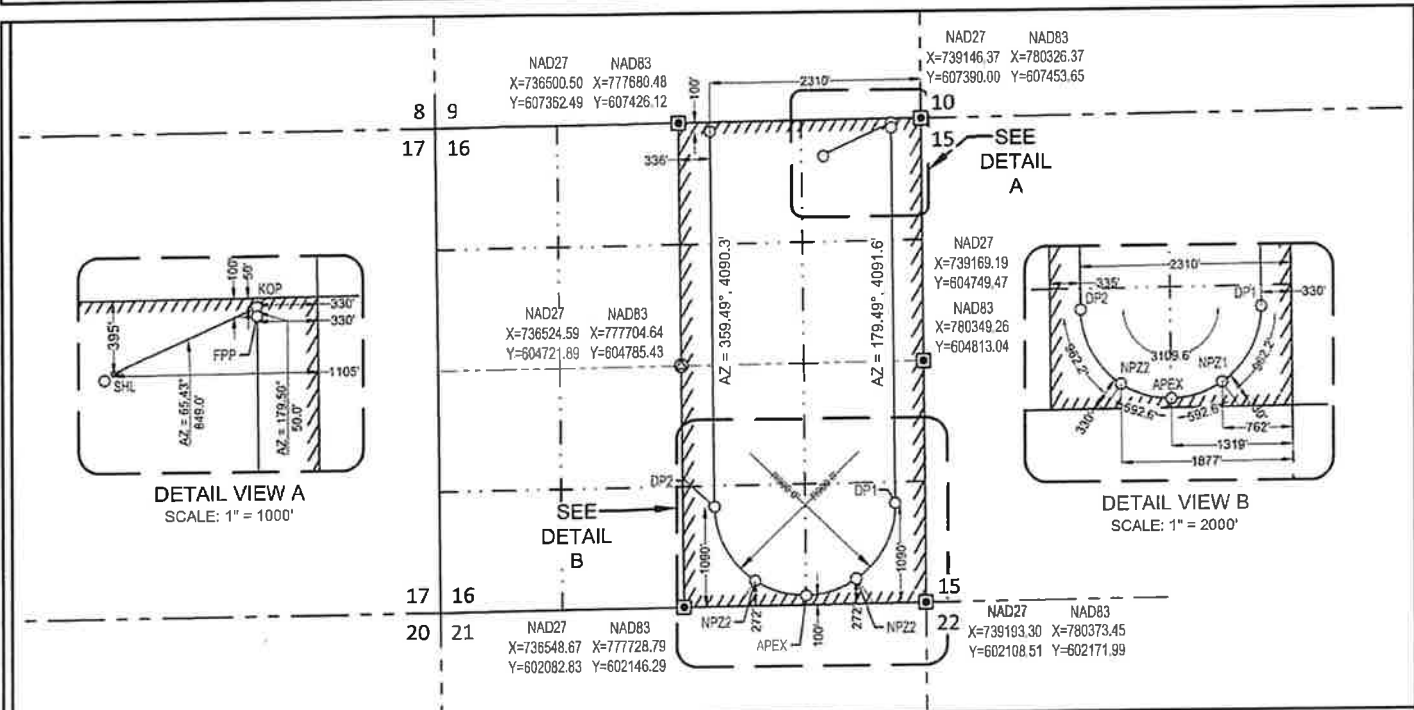 NAD27 NAD83
X=736500.50 X=777680.48
Y=607362.49 Y=607426.12
NAD27 NAD83
X=739146.37 X=780326.37
Y=607390.00 Y=607453.65
2310'
100'
8 9
10
17 16
15
SEE
DETAIL
A
336'
AZ = 359.49°, 4090.3'
AZ = 179.49°, 4091.6'
NAD27
X=739169.19
Y=604749.47
NAD83
X=780349.26
Y=604813.04
NAD27 NAD83
X=736524.59 X=777704.64
Y=604721.89 Y=604785.43
100'
50'
KOP
330'
330'
395'
FPP
SHL
1105'
AZ = 65.43°
849.0'
AZ = 179.50°
50.0'
DETAIL VIEW A
SCALE: 1" = 1000'
2310'
335'
DP2
DP1
330'
962.2'
3109.6'
962.2'
NPZ2
NPZ1
APEX
330'
592.6'
592.6'
762'
1319'
1877'
DETAIL VIEW B
SCALE: 1" = 2000'
DP2
DP1
SEE
DETAIL
B
1090'
1090'
NPZ2
272'
APEX
100'
272'
NPZ2
17 16
15
20 21
22
NAD27 NAD83
X=736548.67 X=777728.79
Y=602082.83 Y=602146.29
NAD27 NAD83
X=739193.30 X=780373.45
Y=602108.51 Y=602171.99